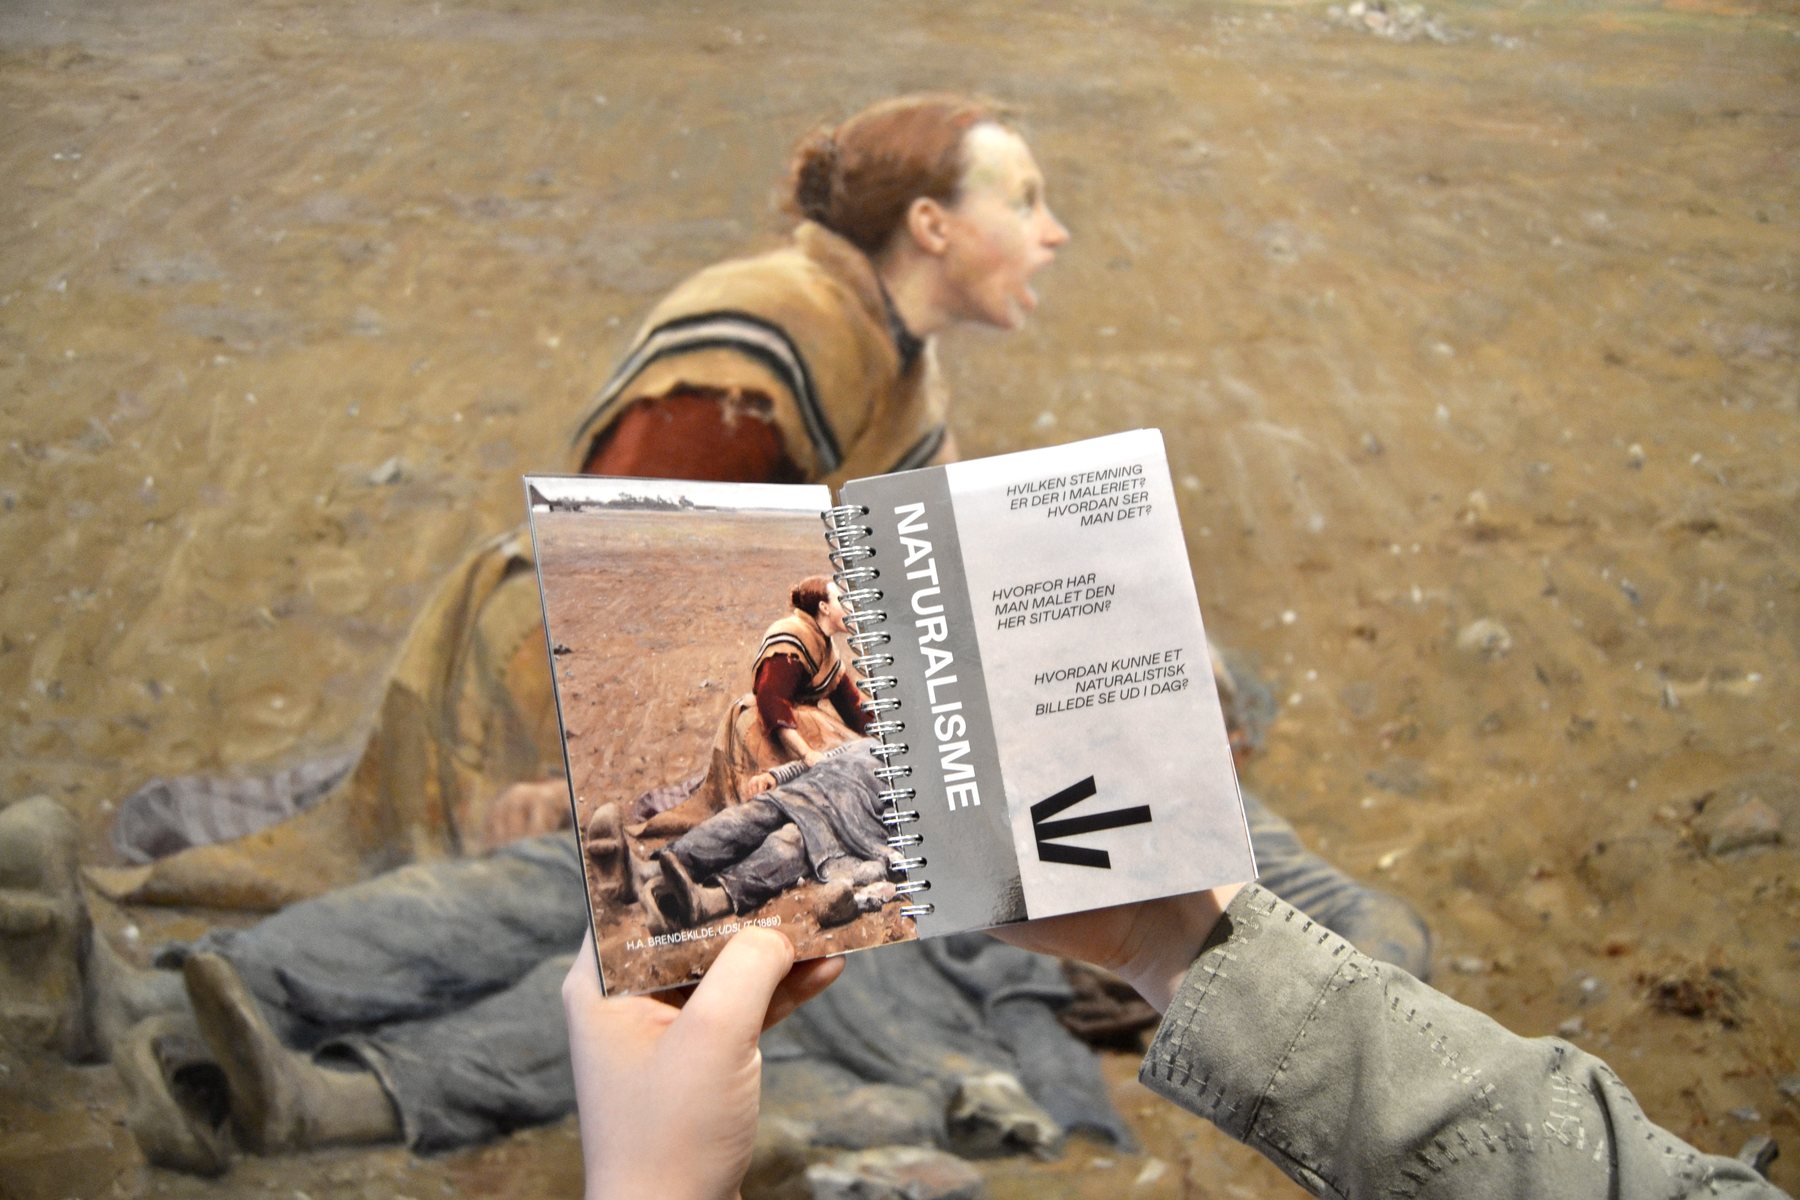 H.A. BRENDEKILDE, UDSLIT (1889)
NATURALISME
HVILKEN STEMNING
ER DER I MALERIET?
HVORDAN SER
MAN DET?
HVORFOR HAR
MAN MALET DEN
HER SITUATION?
HVORDAN KUNNE ET
NATURALISTISK
BILLEDE SE UD I DAG?